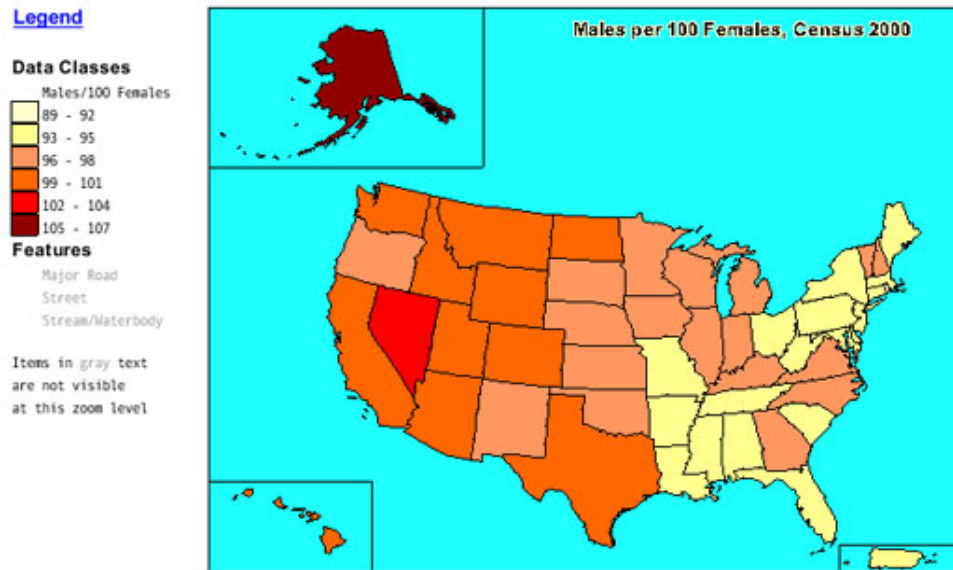 Legend
Males per 100 Females, Census 2000
Data Classes
Males/100 Females
89 - 92
93 - 95
96 - 98
99 - 101
102 - 104
105 - 107
Features
Major Road
Street
Stream/Waterbody
Items in gray text
are not visible
at this zoom level